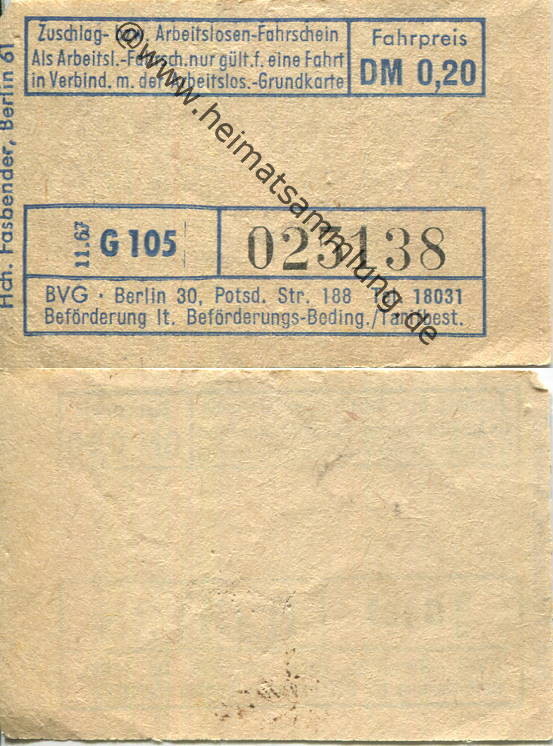 Zuschlag- bzw. Arbeitslosen-Fahrschein
Als Arbeitsl.-Fahrsch. nur gült. f. eine Fahrt
in Verbind. m. der Arbeitslos.-Grundkarte
Fahrpreis
DM 0,20
Hch. Fasbender, Berlin 61
11.67
G 105
023138
BVG · Berlin 30, Potsd. Str. 188 Tel. 18031
Beförderung lt. Beförderungs-Beding./Tarifbest.
@www.heimatsammlung.de